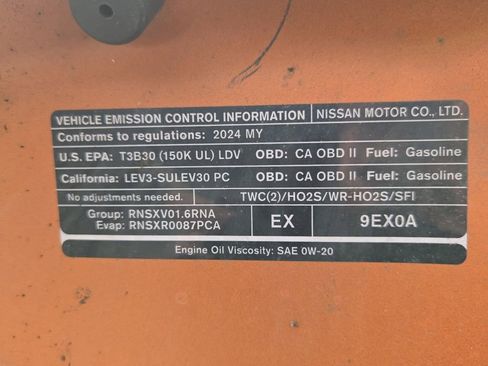 VEHICLE EMISSION CONTROL INFORMATION NISSAN MOTOR CO., LTD.
Conforms to regulations: 2024 MY
U.S. EPA: T3B30 (150K UL) LDV OBD: CA OBD II Fuel: Gasoline
California: LEV3-SULEV30 PC OBD: CA OBD II Fuel: Gasoline
No adjustments needed. TWC(2)/HO2S/WR-HO2S/SFI
Group: RNSXV01.6RNA
Evap: RNSXR0087PCA
EX 9EX0A
Engine Oil Viscosity: SAE 0W-20